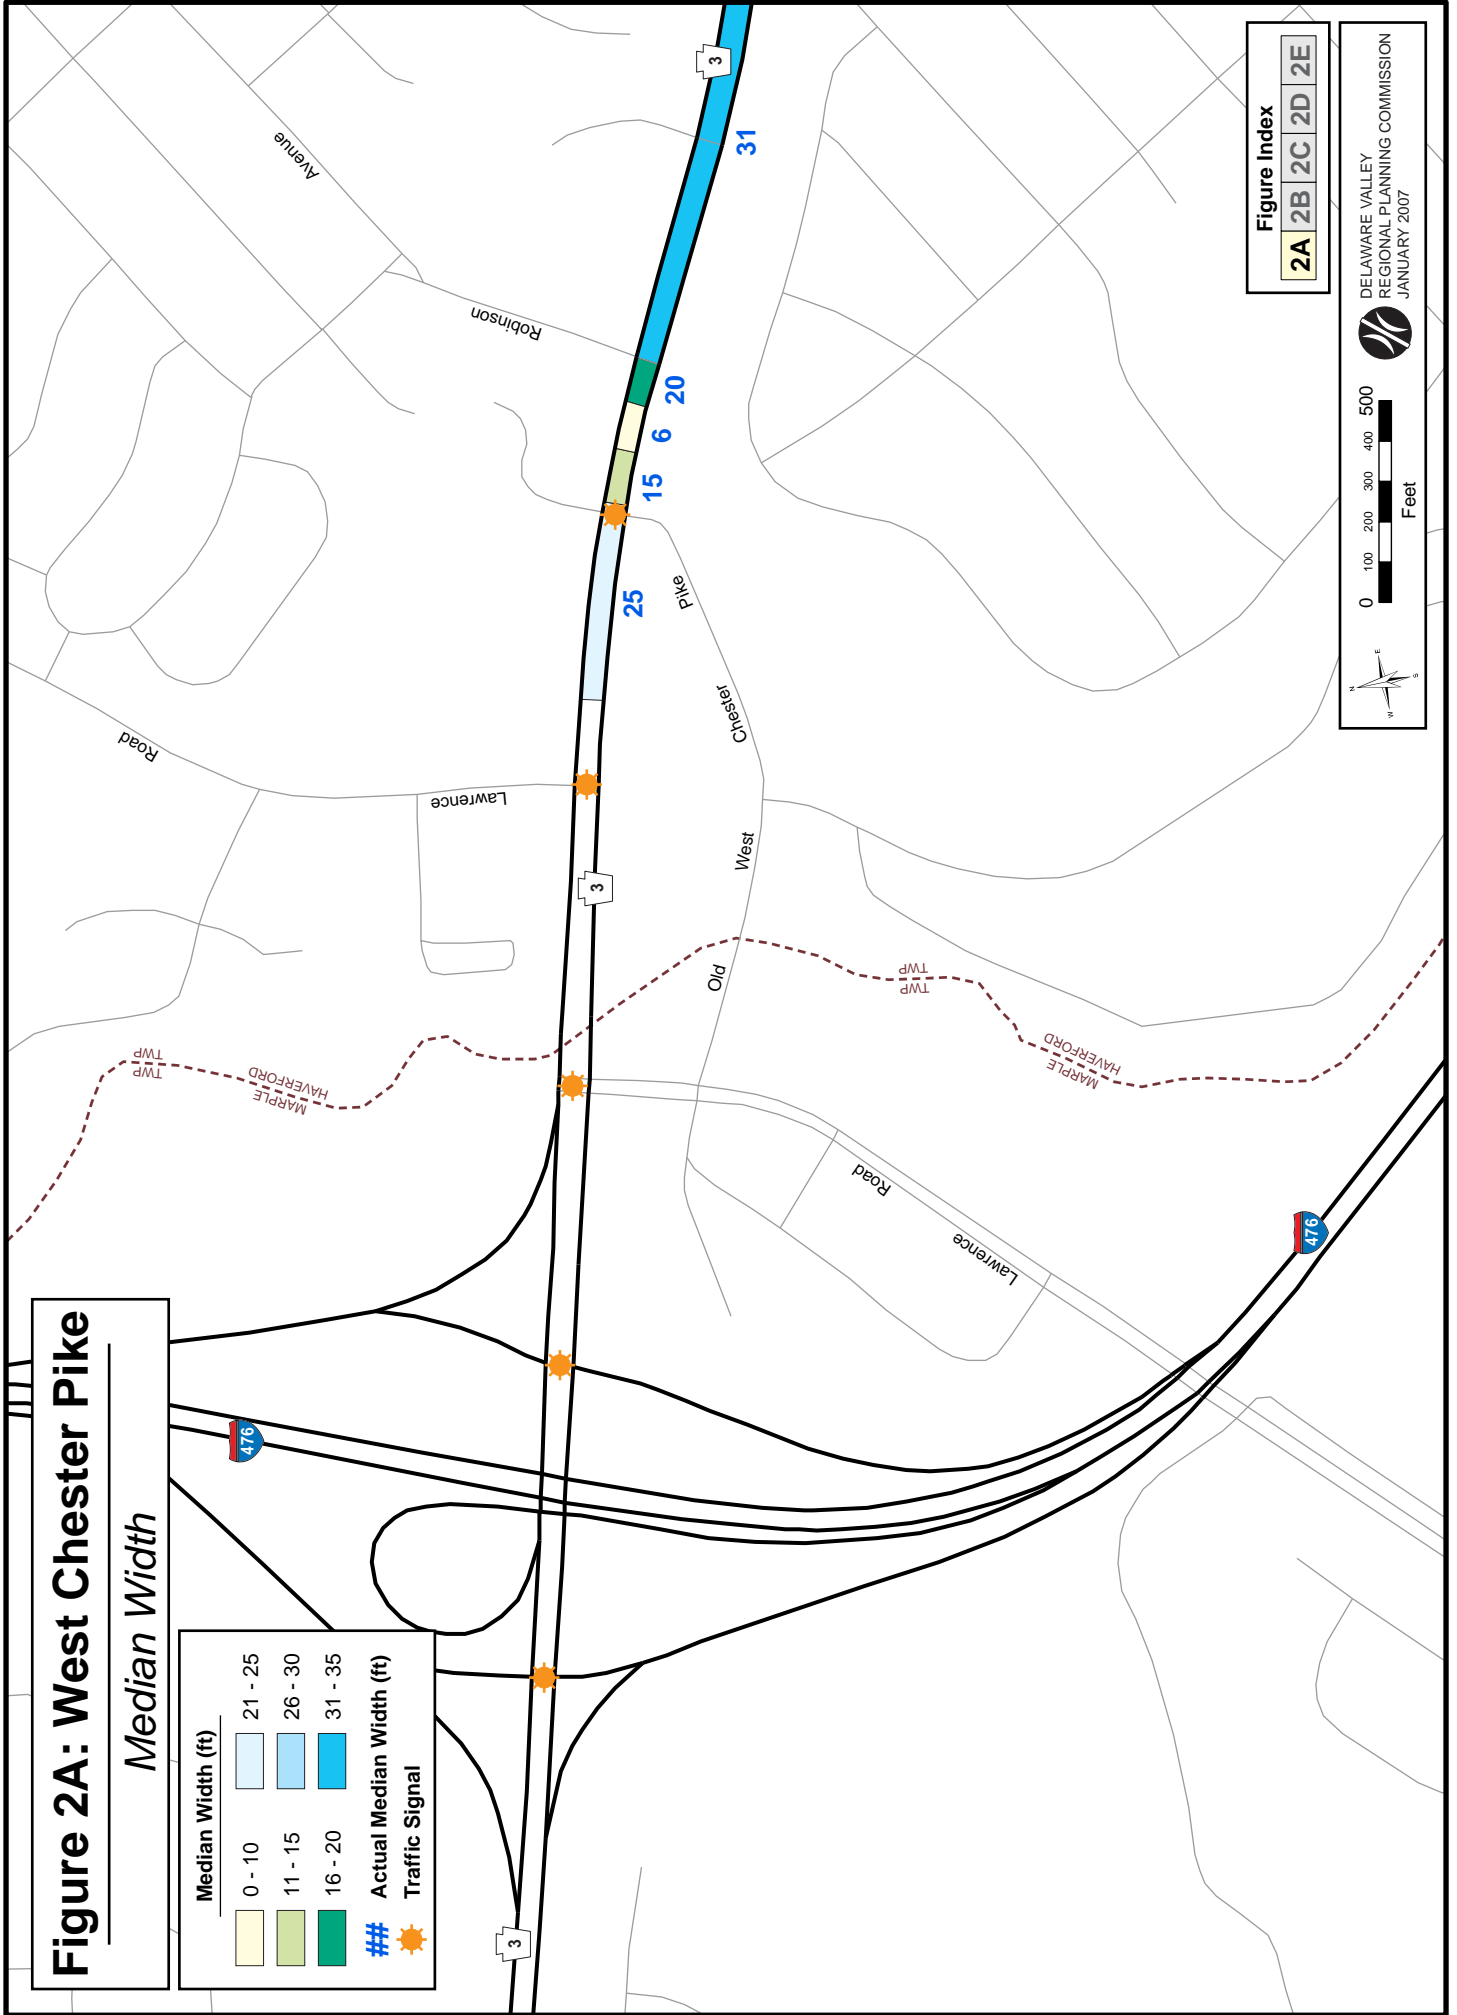 Figure 2A: West Chester Pike
Median Width
Median Width (ft)
0 - 10
11 - 15
16 - 20
21 - 25
26 - 30
31 - 35
## Actual Median Width (ft)
Traffic Signal
3
476
476
3
3
MARPLE
HAVERFORD
TWP
TWP
MARPLE
HAVERFORD
TWP
TWP
Lawrence
Road
Lawrence
Road
Old
West
Chester
Pike
Robinson
Avenue
25
15
6
20
31
Figure Index
2A 2B 2C 2D 2E
N
W
E
S
0 100 200 300 400 500
Feet
DELAWARE VALLEY
REGIONAL PLANNING COMMISSION
JANUARY 2007